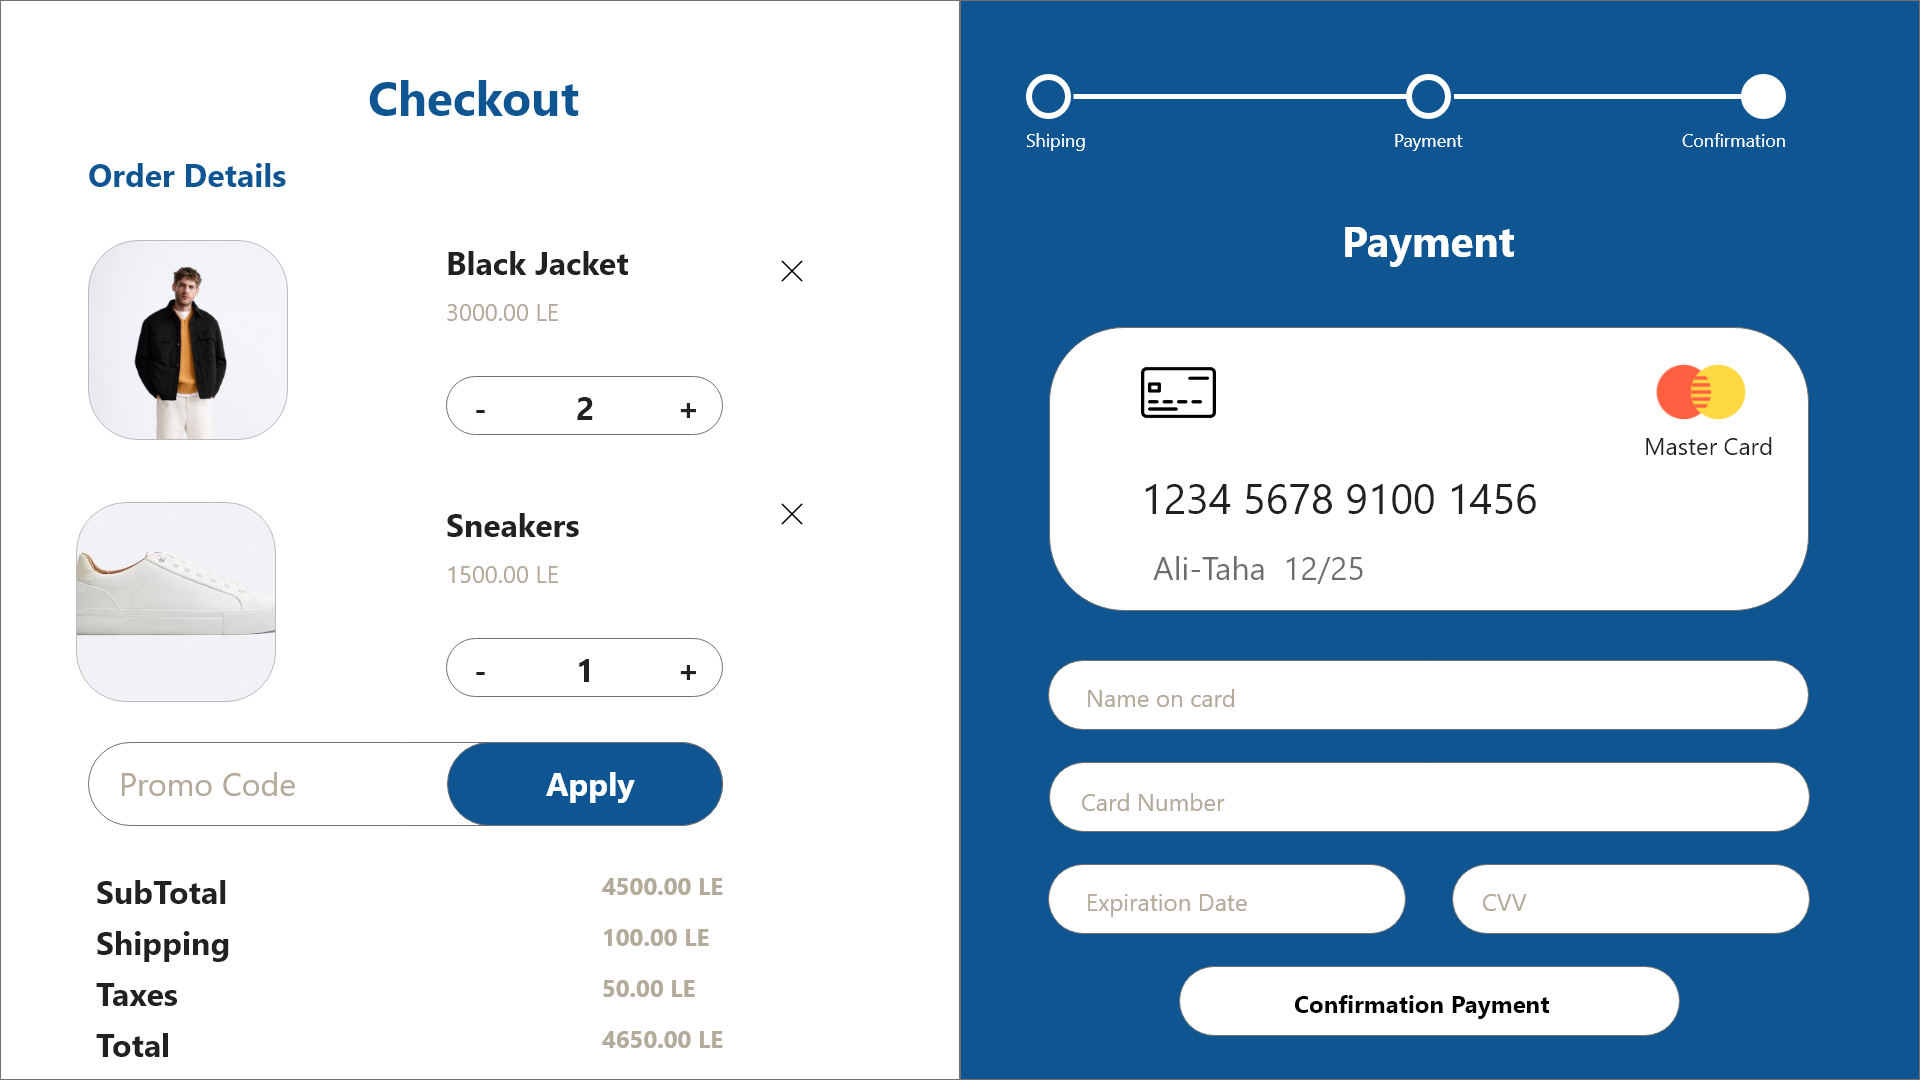 Checkout
Order Details
Black Jacket
3000.00 LE
- 2 +
Sneakers
1500.00 LE
- 1 +
Promo Code
Apply
SubTotal 4500.00 LE
Shipping 100.00 LE
Taxes 50.00 LE
Total 4650.00 LE
Shiping Payment Confirmation
Payment
Master Card
1234 5678 9100 1456
Ali-Taha 12/25
Name on card
Card Number
Expiration Date CVV
Confirmation Payment